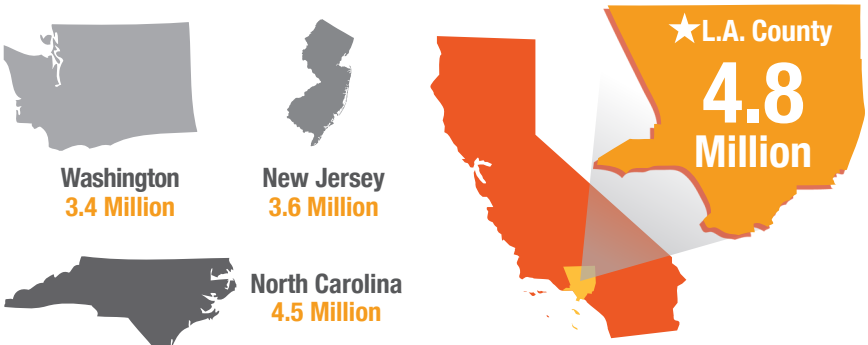 Washington
3.4 Million
New Jersey
3.6 Million
North Carolina
4.5 Million
L.A. County
4.8
Million